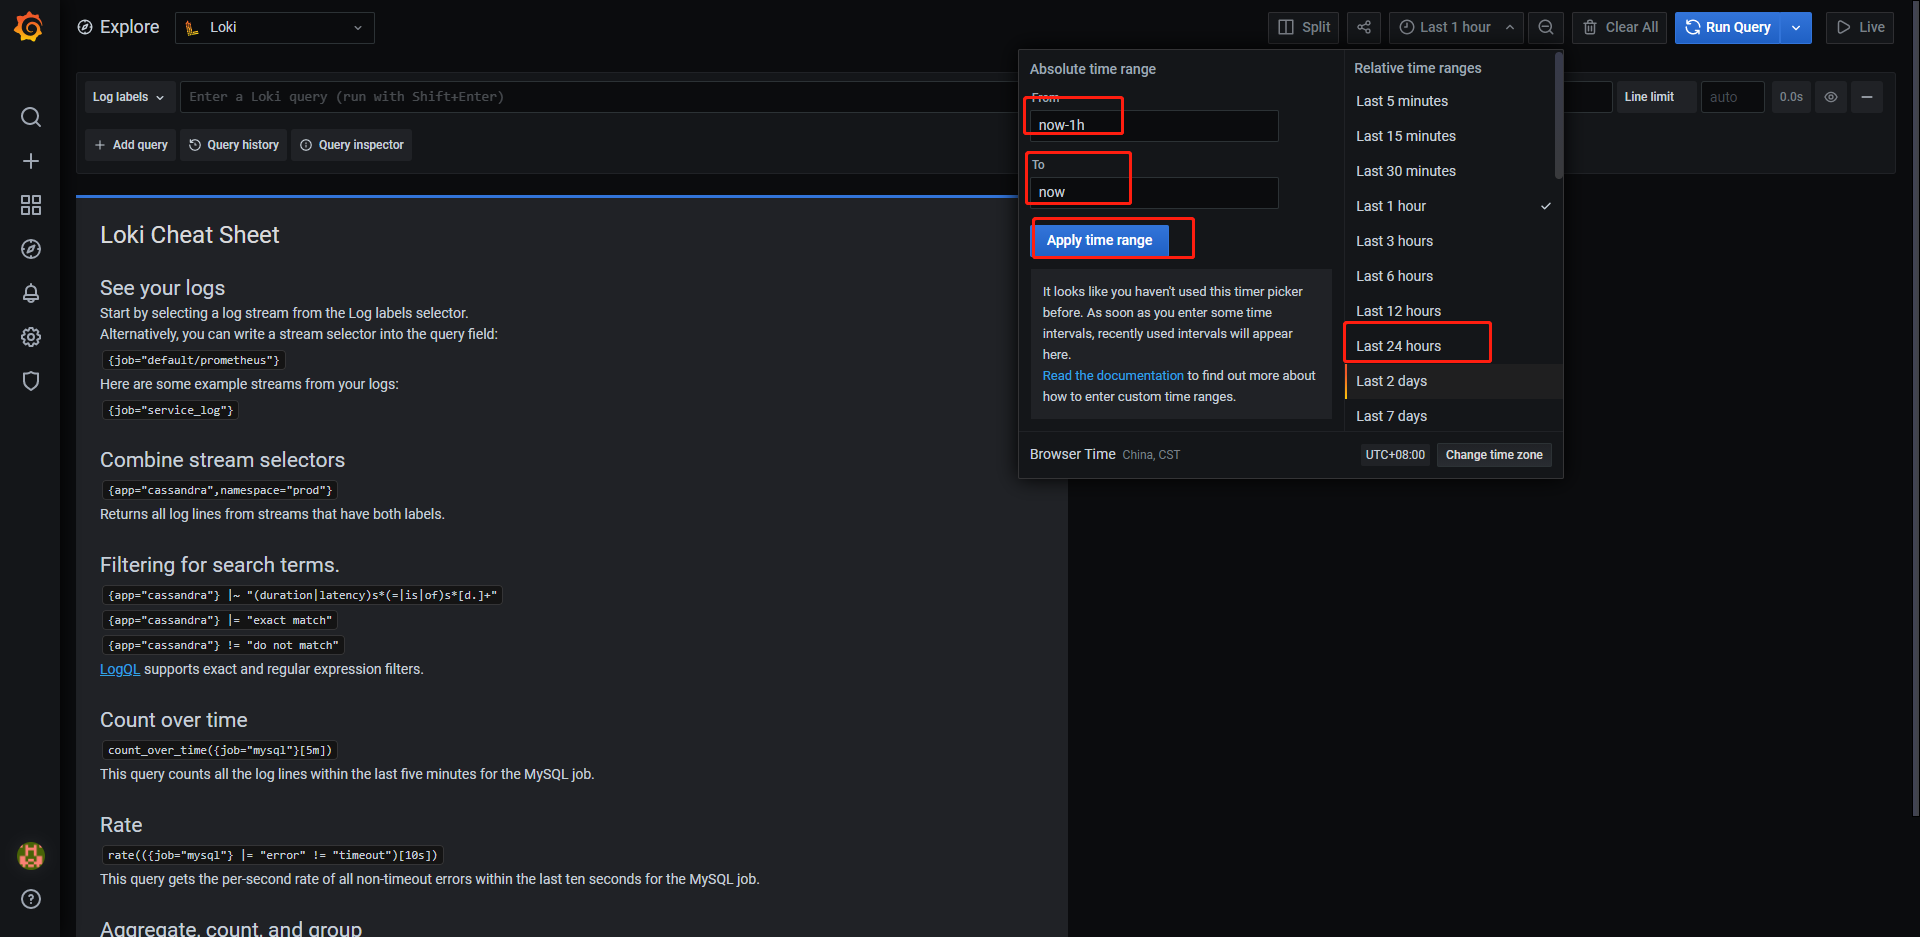 Explore
Loki
Split
Last 1 hour
Clear All
Run Query
Live
Log labels
Enter a Loki query (run with Shift+Enter)
Line limit
auto
0.0s
Add query
Query history
Query inspector
Absolute time range
From
now-1h
To
now
Apply time range
It looks like you haven't used this timer picker
before. As soon as you enter some time
intervals, recently used intervals will appear
here.
Read the documentation to find out more about
how to enter custom time ranges.
Relative time ranges
Last 5 minutes
Last 15 minutes
Last 30 minutes
Last 1 hour
Last 3 hours
Last 6 hours
Last 12 hours
Last 24 hours
Last 2 days
Last 7 days
Browser Time China, CST
UTC+08:00
Change time zone
Loki Cheat Sheet
See your logs
Start by selecting a log stream from the Log labels selector.
Alternatively, you can write a stream selector into the query field:
{job="default/prometheus"}
Here are some example streams from your logs:
{job="service_log"}
Combine stream selectors
{app="cassandra",namespace="prod"}
Returns all log lines from streams that have both labels.
Filtering for search terms.
{app="cassandra"} |~ "(duration|latency)s*(=|is|of)s*[d.]+"
{app="cassandra"} |= "exact match"
{app="cassandra"} != "do not match"
LogQL supports exact and regular expression filters.
Count over time
count_over_time({job="mysql"}[5m])
This query counts all the log lines within the last five minutes for the MySQL job.
Rate
rate(({job="mysql"} |= "error" != "timeout")[10s])
This query gets the per-second rate of all non-timeout errors within the last ten seconds for the MySQL job.
Aggregate, count, and group